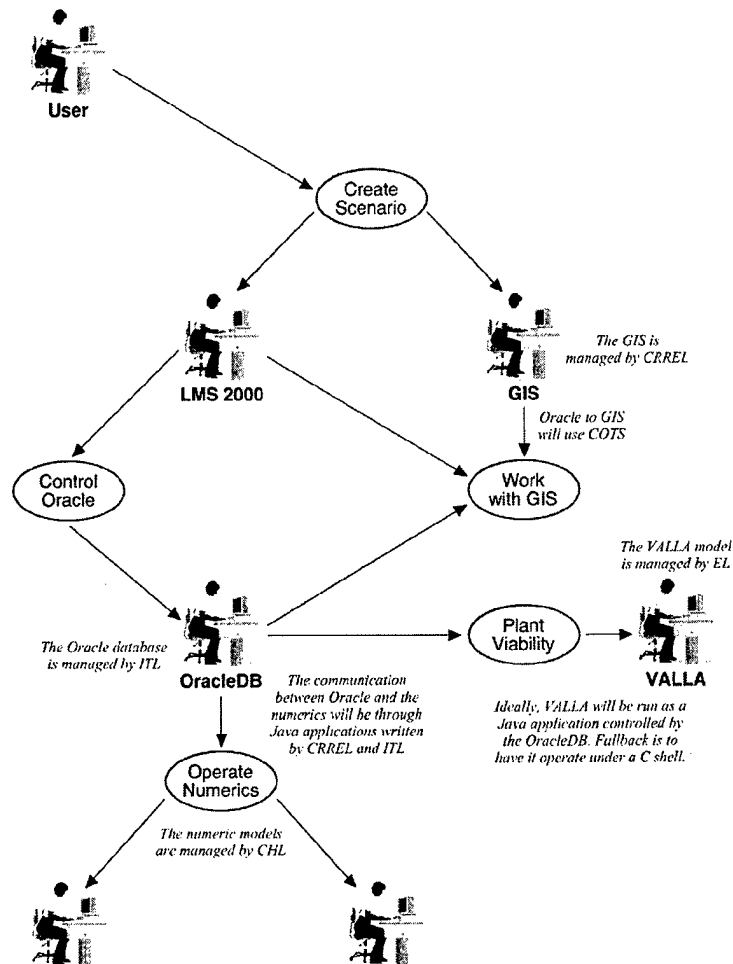 User
Create
Scenario
LMS 2000
GIS
The GIS is
managed by CRREL
Oracle to GIS
will use COTS
Control
Oracle
Work
with GIS
The VALLA model
is managed by EL
The Oracle database
is managed by ITL
OracleDB
Plant
Viability
VALLA
The communication
between Oracle and the
numerics will be through
Java applications written
by CRREL and ITL
Ideally, VALLA will be run as a
Java application controlled by
the OracleDB. Fallback is to
have it operate under a C shell.
Operate
Numerics
The numeric models
are managed by CHL